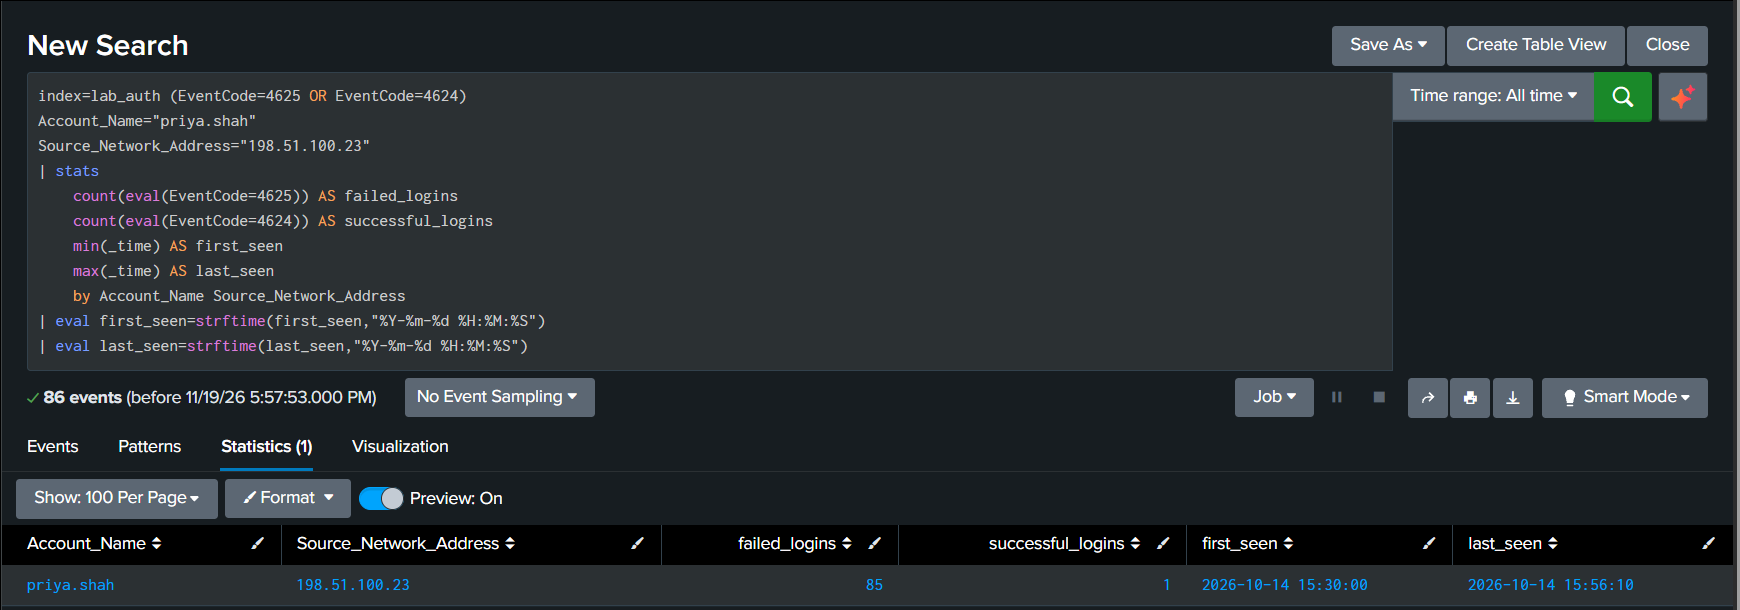 New Search
Save As
Create Table View
Close
index=lab_auth (EventCode=4625 OR EventCode=4624)
Account_Name="priya.shah"
Source_Network_Address="198.51.100.23"
| stats
count(eval(EventCode=4625)) AS failed_logins
count(eval(EventCode=4624)) AS successful_logins
min(_time) AS first_seen
max(_time) AS last_seen
by Account_Name Source_Network_Address
| eval first_seen=strftime(first_seen,"%Y-%m-%d %H:%M:%S")
| eval last_seen=strftime(last_seen,"%Y-%m-%d %H:%M:%S")
Time range: All time
86 events (before 11/19/26 5:57:53.000 PM)
No Event Sampling
Job
Smart Mode
Events Patterns Statistics (1) Visualization
Show: 100 Per Page Format Preview: On
Account_Name Source_Network_Address failed_logins successful_logins first_seen last_seen
priya.shah 198.51.100.23 85 1 2026-10-14 15:30:00 2026-10-14 15:56:10